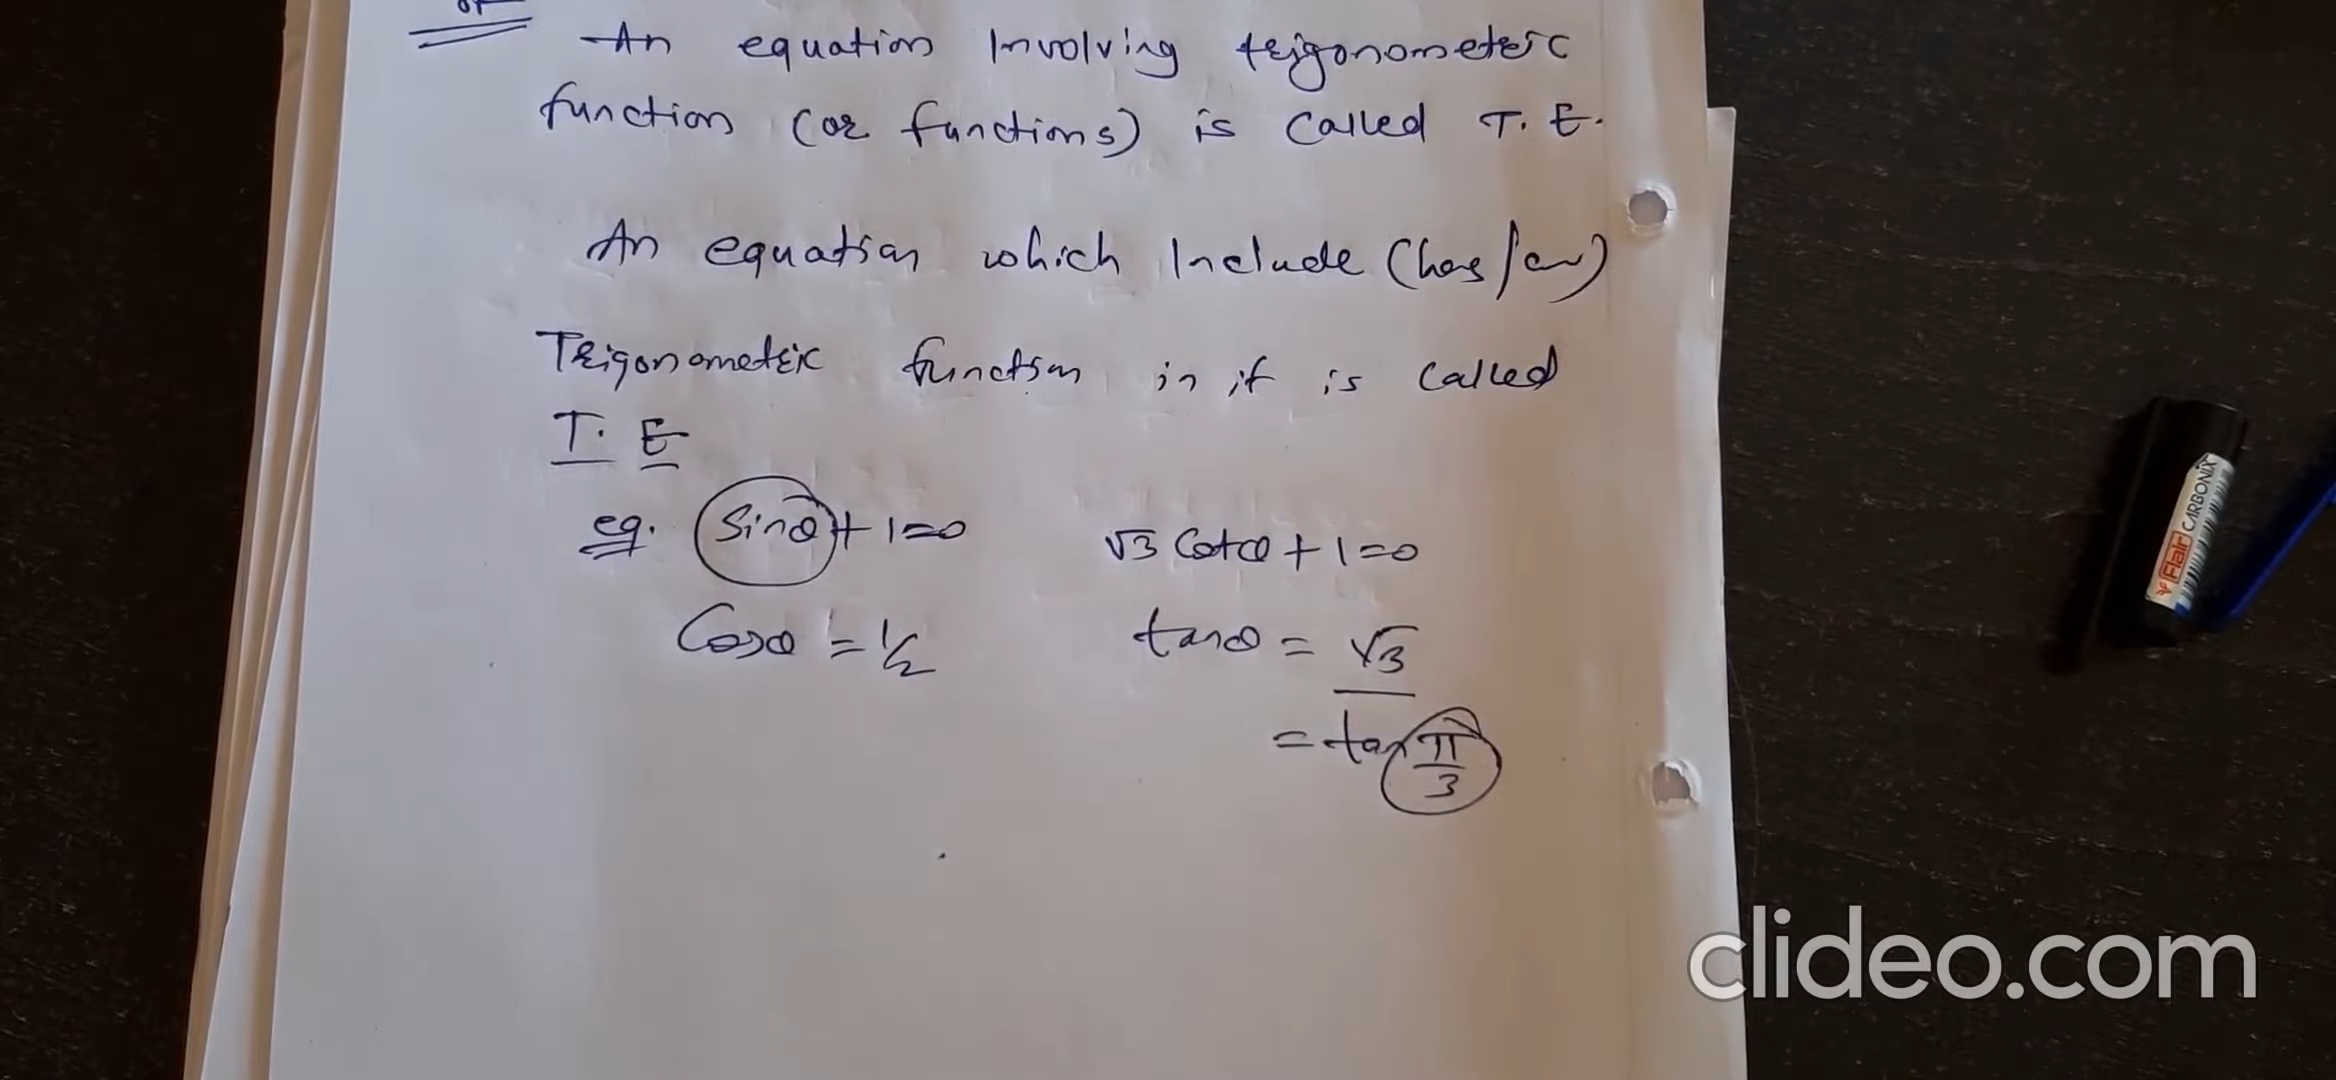 An equation involving trigonometric
function (or functions) is called T. E.
An equation which Include (has/
Trigonometric function in it is called
T. E
eg. Sinθ + 1=0 √3 Cotθ + 1=0
Cosθ = 1/2 tanθ = √3
= tan π/3
Flair CARBONIX
clideo.com